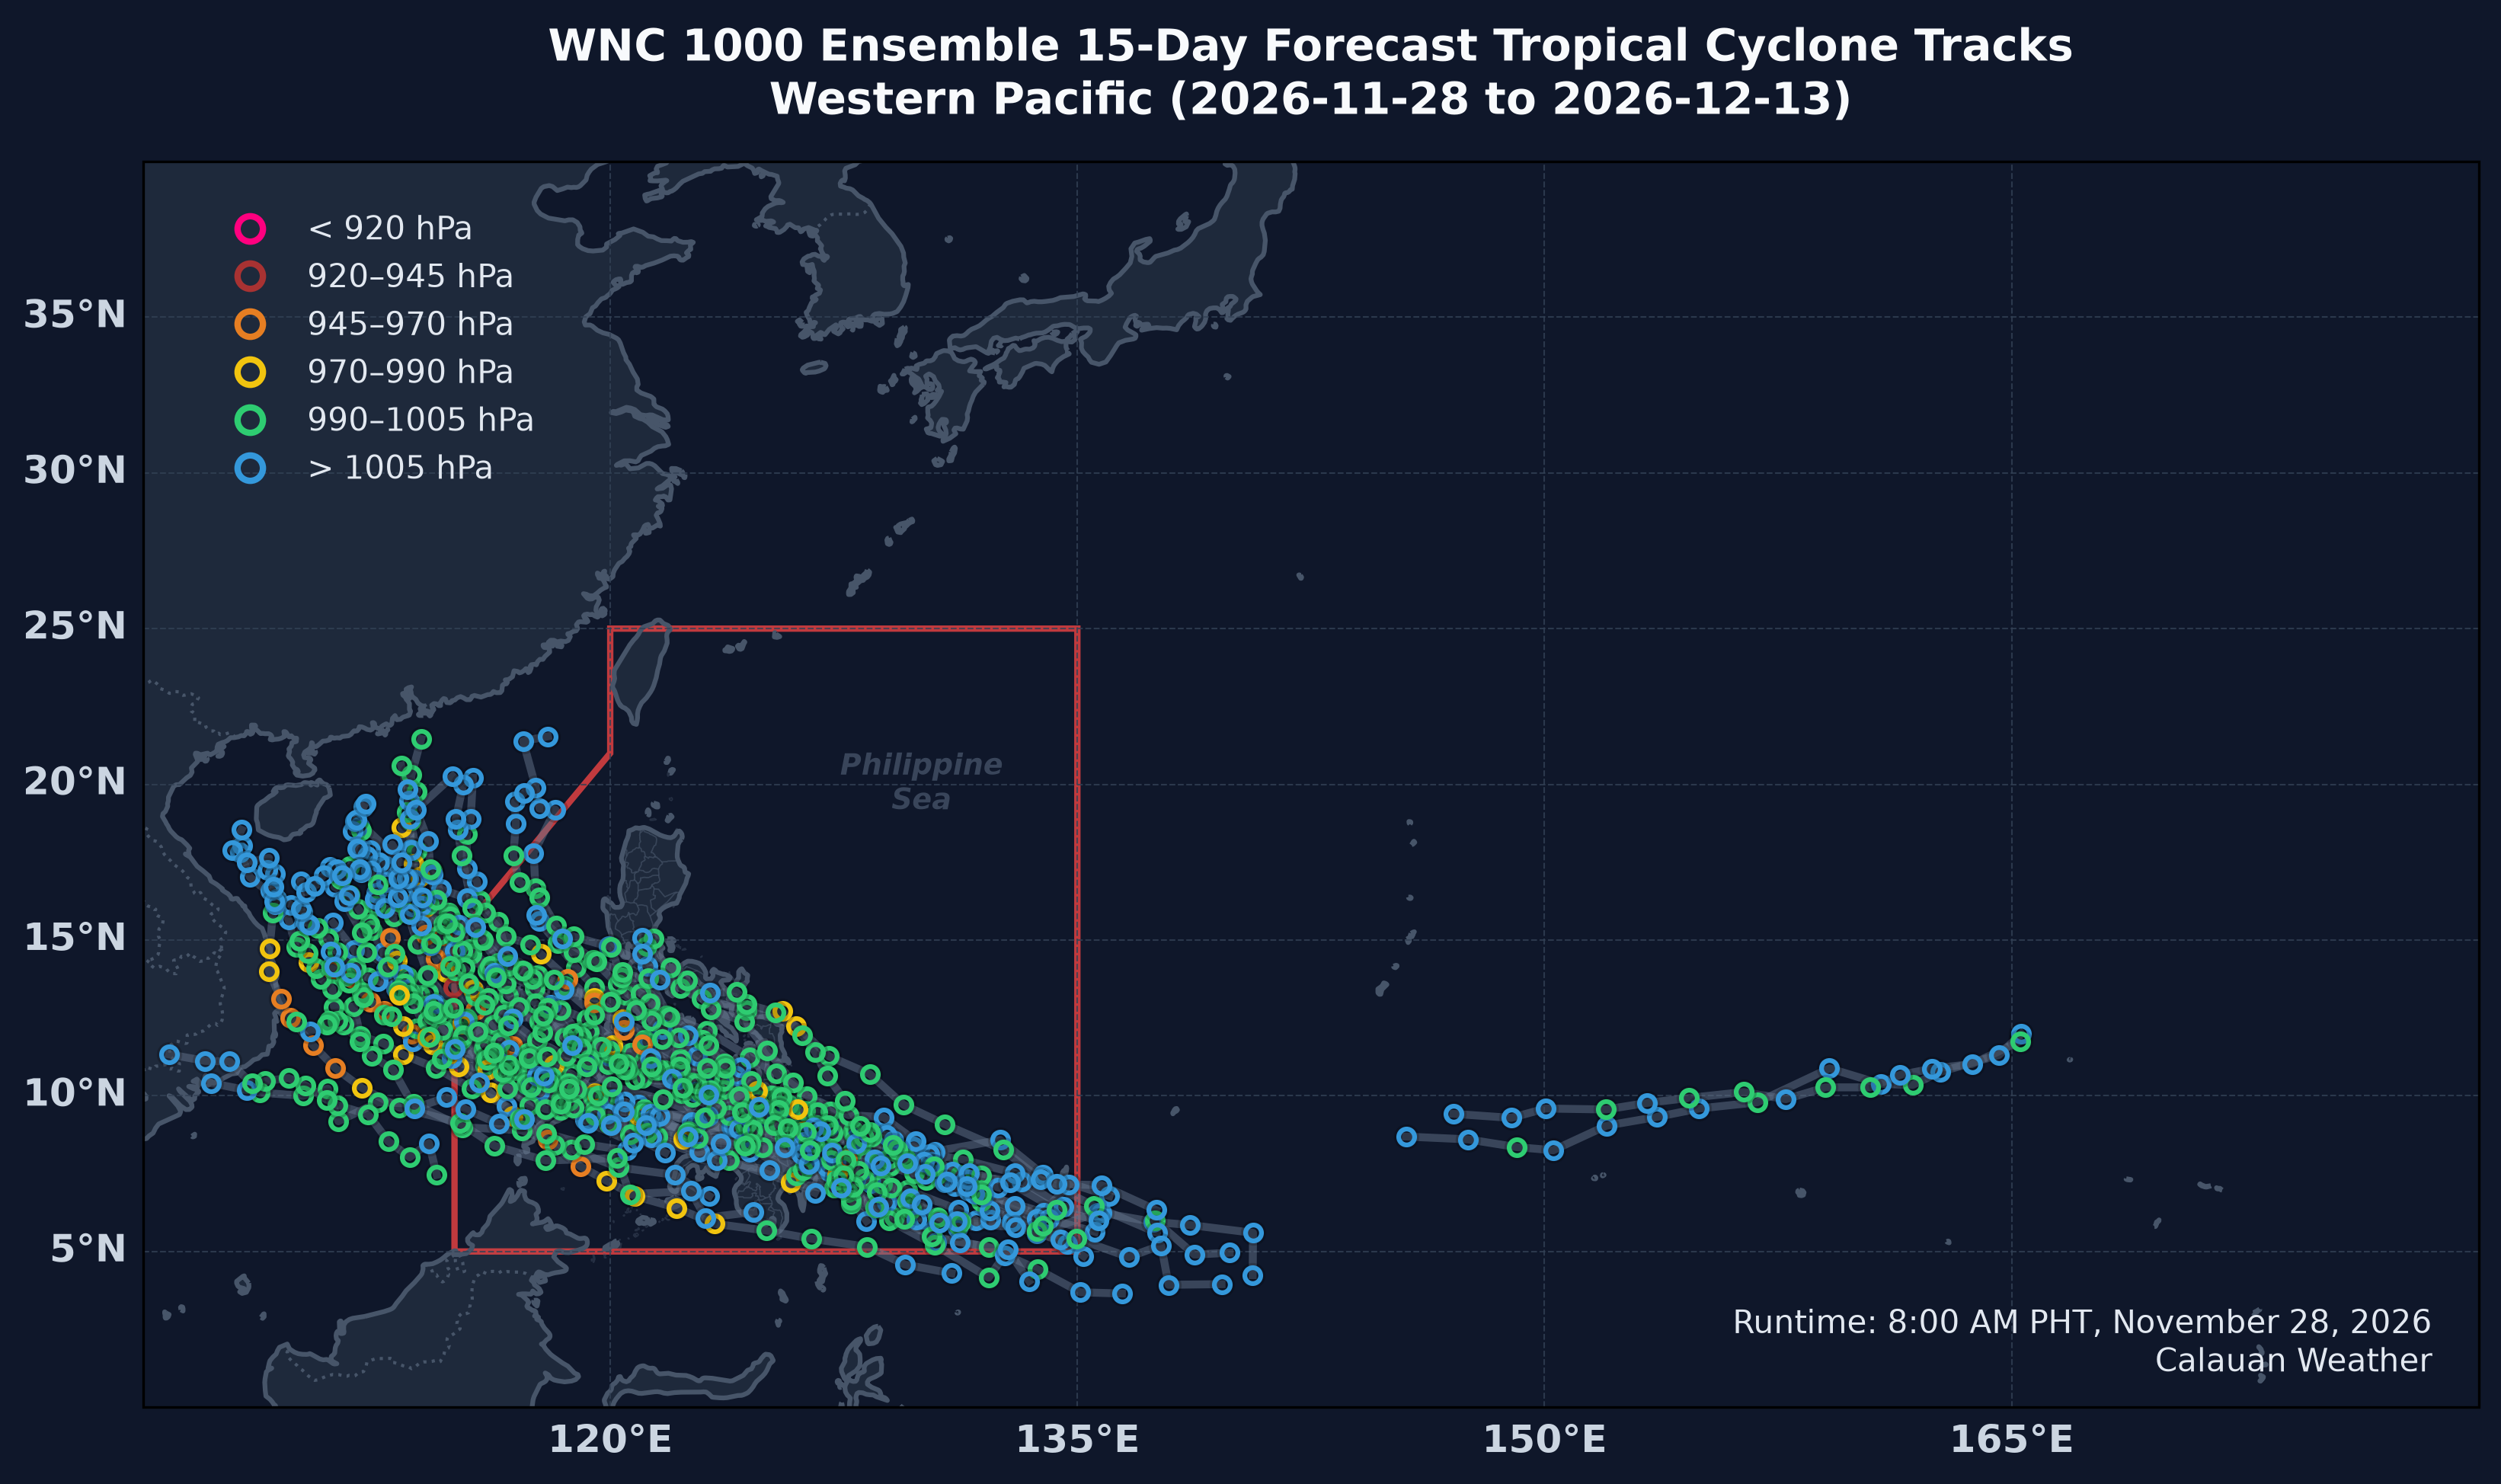 WNC 1000 Ensemble 15-Day Forecast Tropical Cyclone Tracks
Western Pacific (2026-11-28 to 2026-12-13)
< 920 hPa
920–945 hPa
945–970 hPa
970–990 hPa
990–1005 hPa
> 1005 hPa
35°N
30°N
25°N
20°N
15°N
10°N
5°N
Philippine
Sea
Runtime: 8:00 AM PHT, November 28, 2026
Calauan Weather
120°E
135°E
150°E
165°E